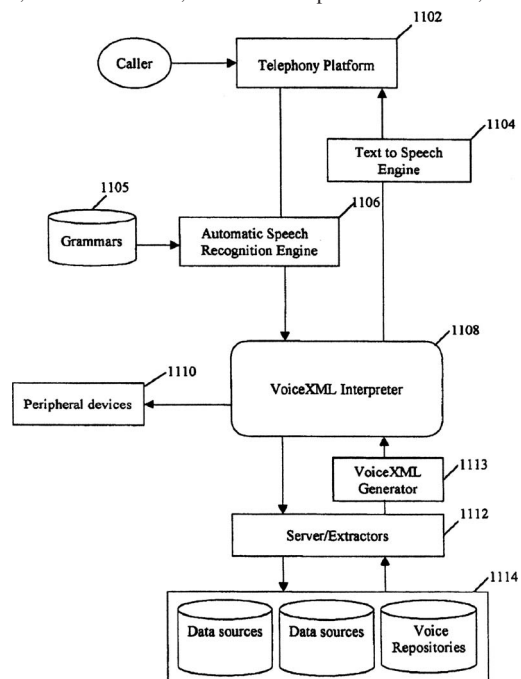 1102
Caller
Telephony Platform
1104
Text to Speech
Engine
1105
1106
Grammars
Automatic Speech
Recognition Engine
1108
1110
VoiceXML Interpreter
Peripheral devices
VoiceXML
Generator
1113
1112
Server/Extractors
1114
Data sources
Data sources
Voice
Repositories